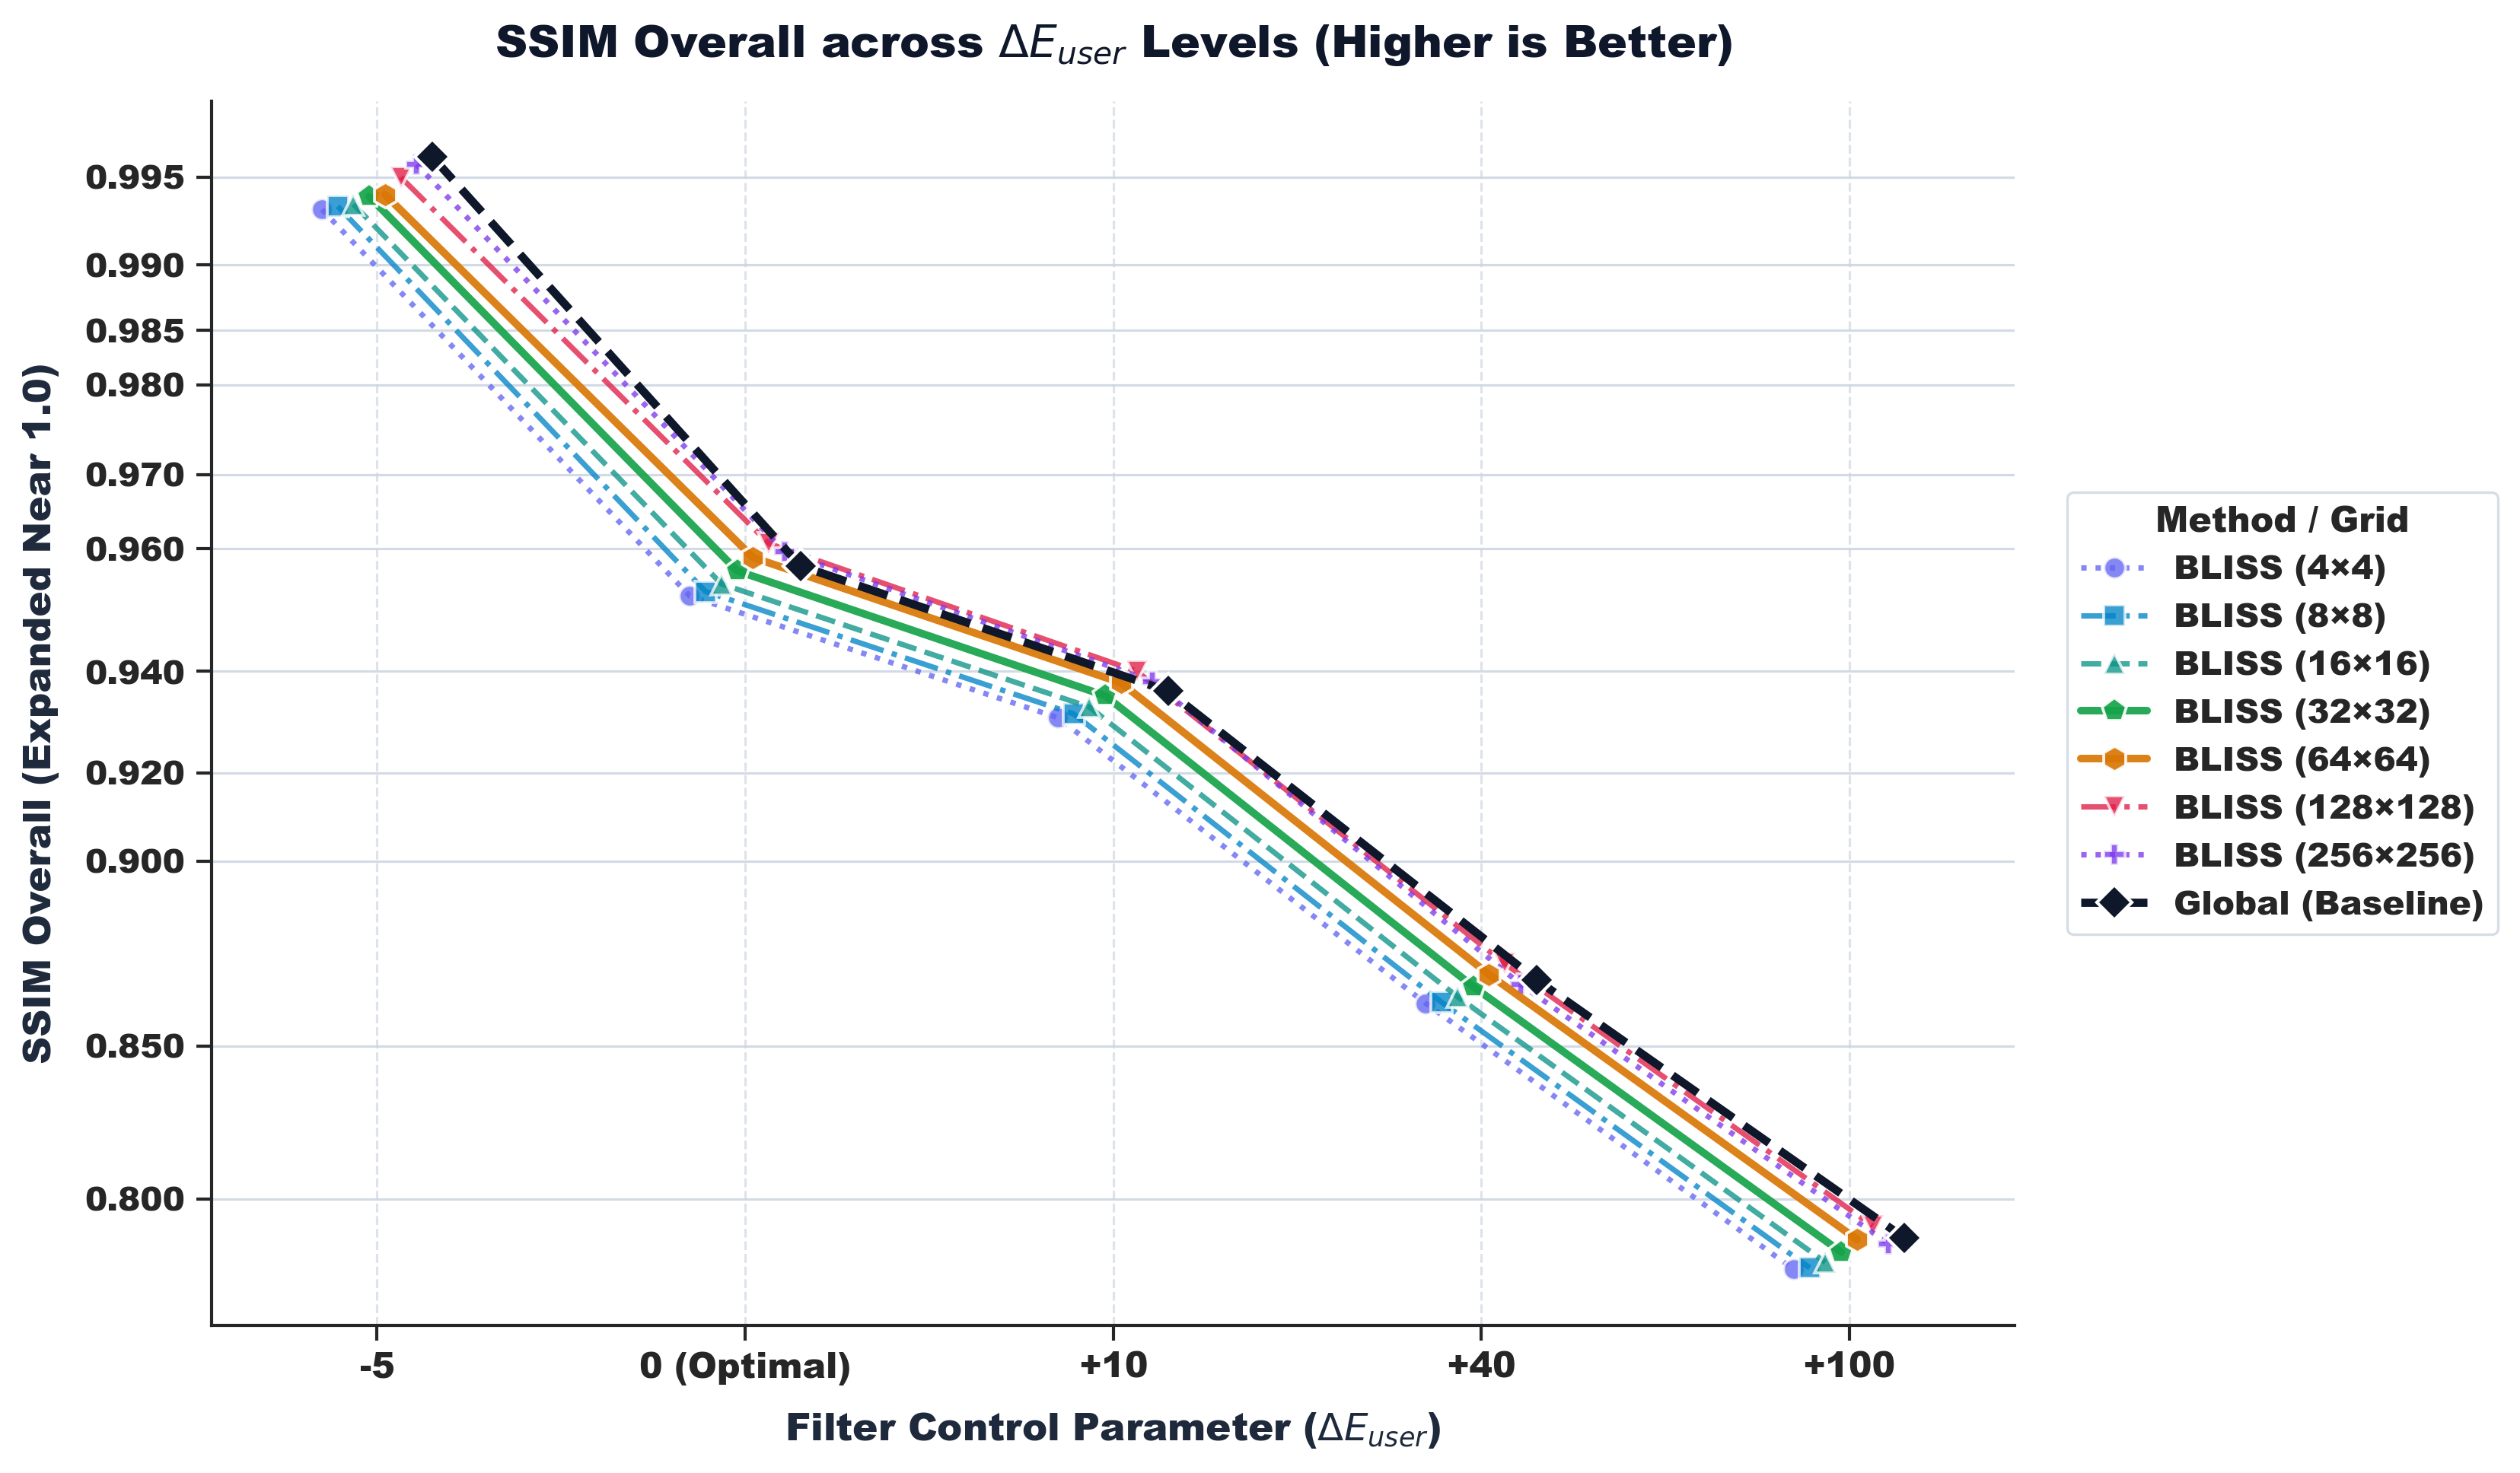 SSIM Overall across ΔE_user Levels (Higher is Better)
SSIM Overall (Expanded Near 1.0)
0.995
0.990
0.985
0.980
0.970
0.960
0.940
0.920
0.900
0.850
0.800
-5
0 (Optimal)
+10
+40
+100
Filter Control Parameter (ΔE_user)
Method / Grid
BLISS (4×4)
BLISS (8×8)
BLISS (16×16)
BLISS (32×32)
BLISS (64×64)
BLISS (128×128)
BLISS (256×256)
Global (Baseline)